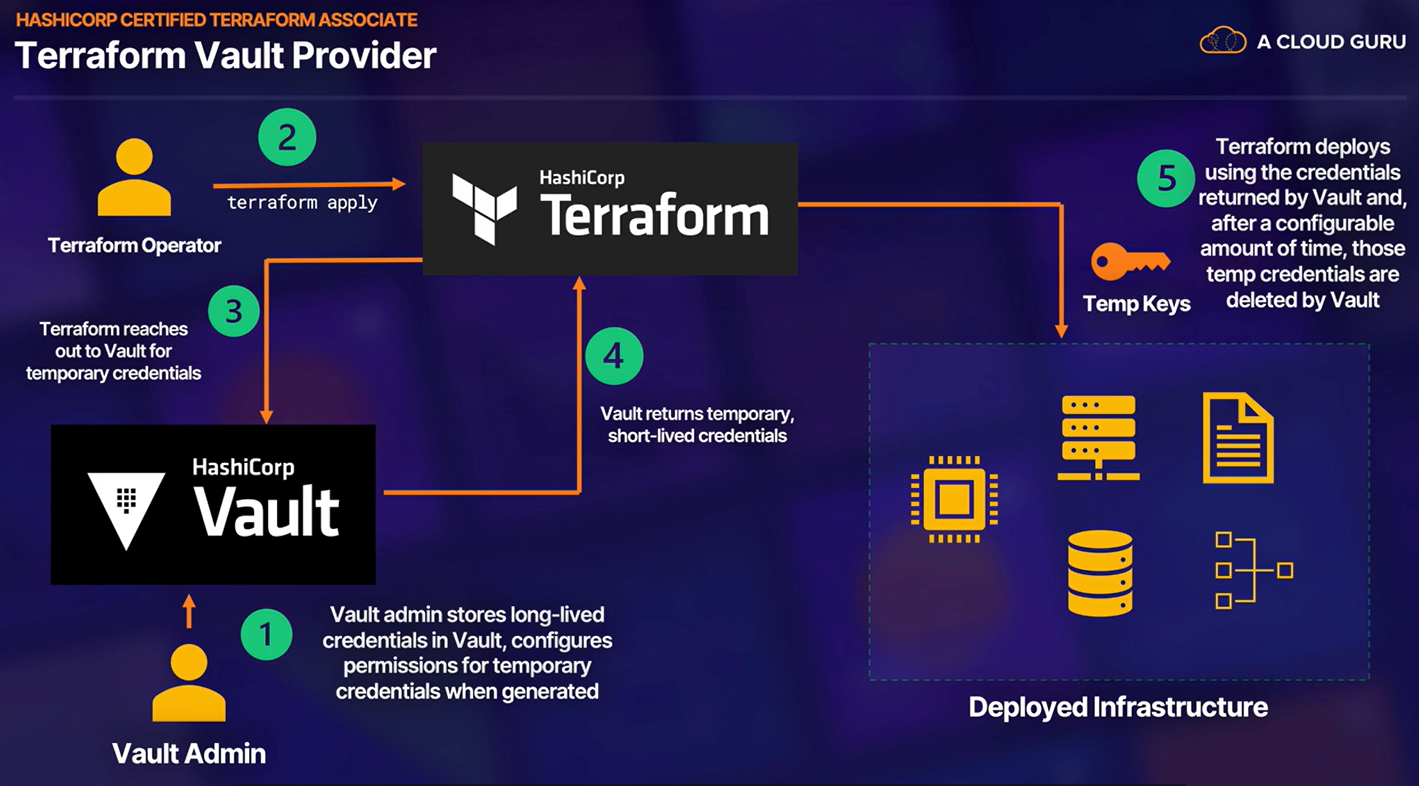 HASHICORP CERTIFIED TERRAFORM ASSOCIATE
Terraform Vault Provider
A CLOUD GURU
2
terraform apply
Terraform Operator
HashiCorp
Terraform
5
Terraform deploys
using the credentials
returned by Vault and,
after a configurable
amount of time, those
temp credentials are
deleted by Vault
Temp Keys
3
Terraform reaches
out to Vault for
temporary credentials
4
Vault returns temporary,
short-lived credentials
HashiCorp
Vault
1
Vault admin stores long-lived
credentials in Vault, configures
permissions for temporary
credentials when generated
Vault Admin
Deployed Infrastructure